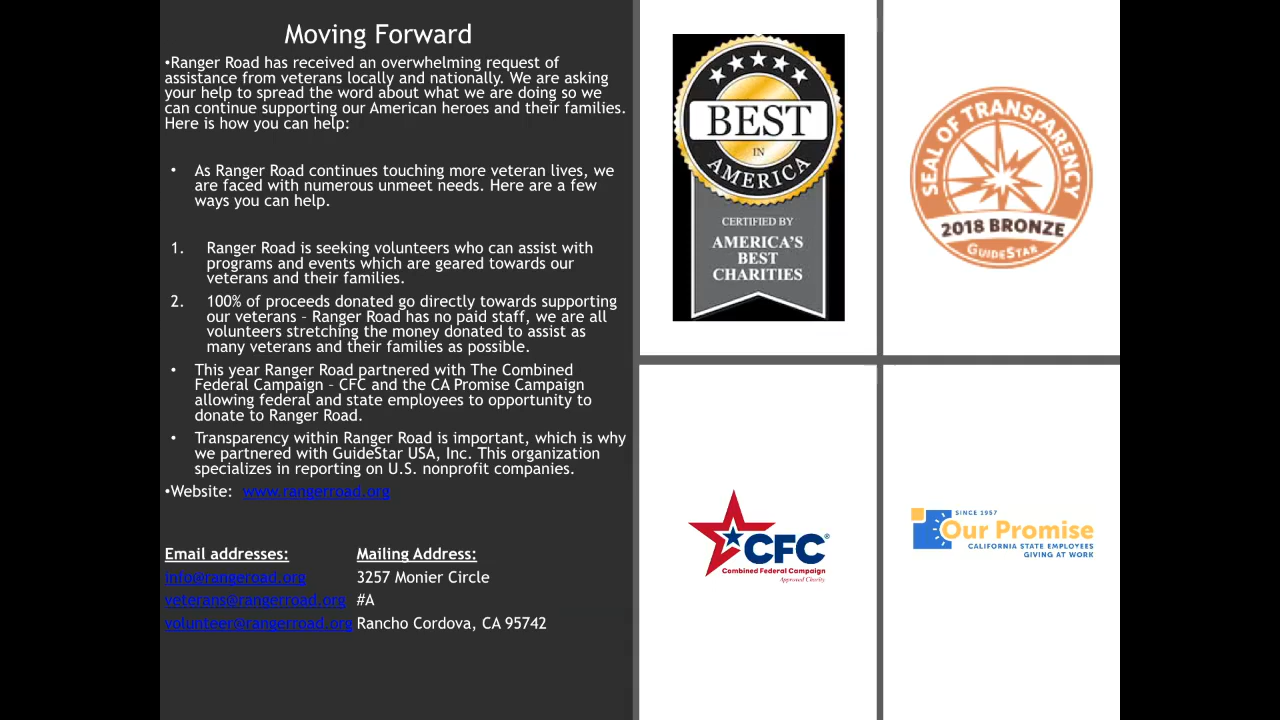 Moving Forward
•Ranger Road has received an overwhelming request of
assistance from veterans locally and nationally. We are asking
your help to spread the word about what we are doing so we
can continue supporting our American heroes and their families.
Here is how you can help:
• As Ranger Road continues touching more veteran lives, we
are faced with numerous unmeet needs. Here are a few
ways you can help.
1. Ranger Road is seeking volunteers who can assist with
programs and events which are geared towards our
veterans and their families.
2. 100% of proceeds donated go directly towards supporting
our veterans – Ranger Road has no paid staff, we are all
volunteers stretching the money donated to assist as
many veterans and their families as possible.
• This year Ranger Road partnered with The Combined
Federal Campaign – CFC and the CA Promise Campaign
allowing federal and state employees to opportunity to
donate to Ranger Road.
• Transparency within Ranger Road is important, which is why
we partnered with GuideStar USA, Inc. This organization
specializes in reporting on U.S. nonprofit companies.
•Website: www.rangerroad.org
Email addresses: Mailing Address:
info@rangeroad.org 3257 Monier Circle
veterans@rangerroad.org #A
volunteer@rangerroad.org Rancho Cordova, CA 95742
BEST
IN
AMERICA
CERTIFIED BY
AMERICA'S
BEST
CHARITIES
SEAL OF TRANSPARENCY
2018 BRONZE
GUIDESTAR
CFC®
Combined Federal Campaign
Approved Charity
SINCE 1957
Our Promise
CALIFORNIA STATE EMPLOYEES
GIVING AT WORK